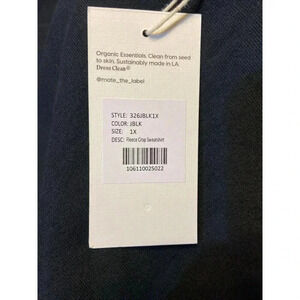 Organic Essentials. Clean from seed
to skin. Sustainably made in LA.
Dress Clean®
@mate_the_label
STYLE: 326JBLK1X
COLOR: JBLK
SIZE: 1X
DESC: Fleece Crop Sweatshirt
106110025022